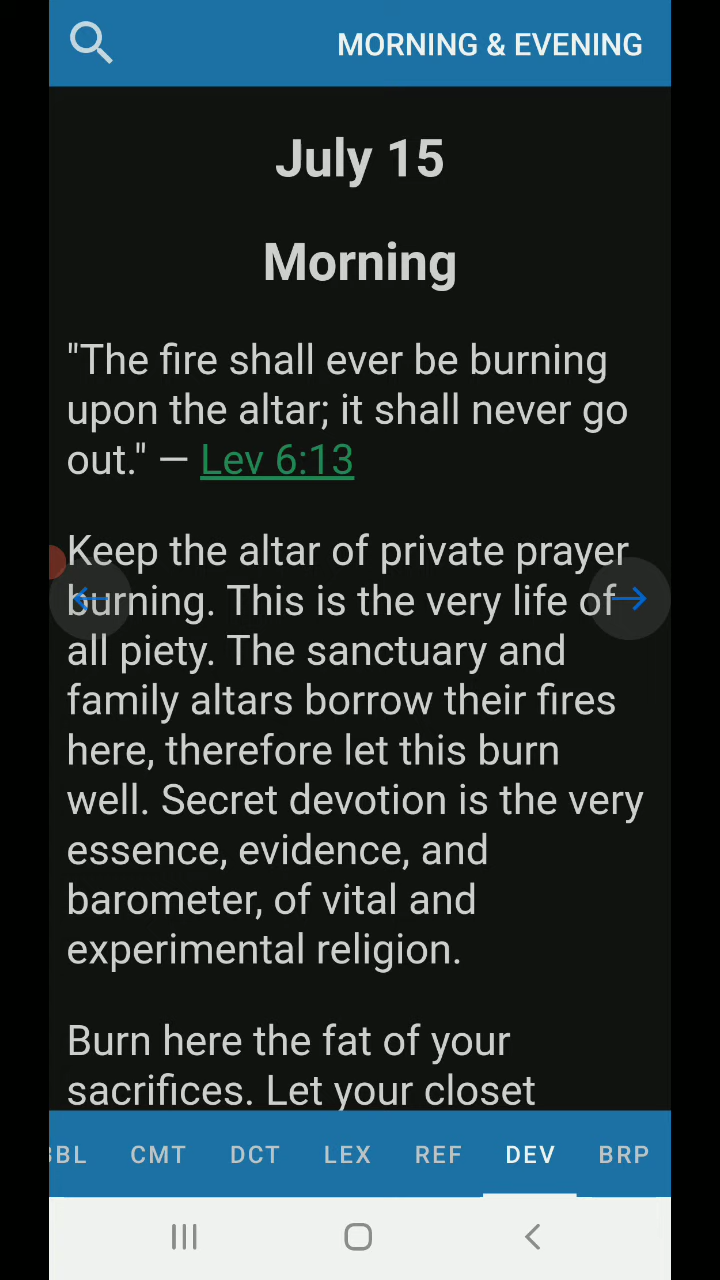 MORNING & EVENING
July 15
Morning
"The fire shall ever be burning
upon the altar; it shall never go
out." — Lev 6:13
Keep the altar of private prayer
burning. This is the very life of
all piety. The sanctuary and
family altars borrow their fires
here, therefore let this burn
well. Secret devotion is the very
essence, evidence, and
barometer, of vital and
experimental religion.
Burn here the fat of your
sacrifices. Let your closet
BL CMT DCT LEX REF DEV BRP